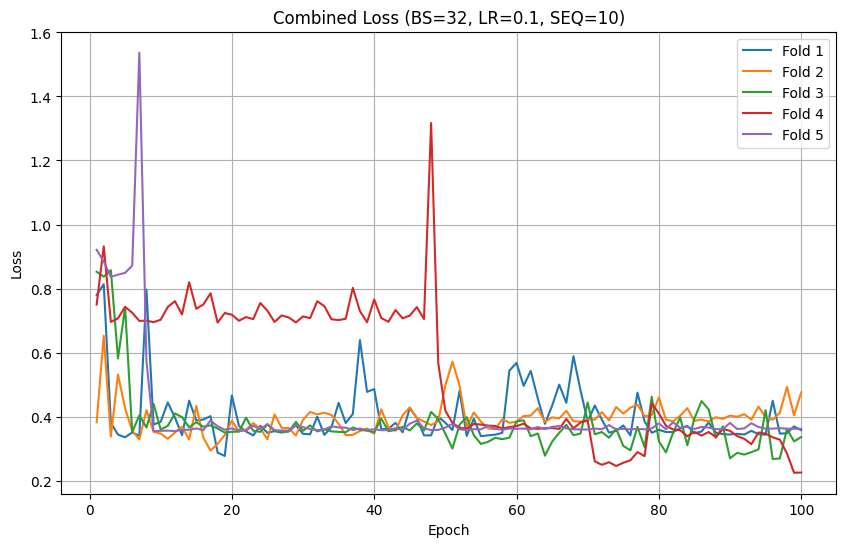 Combined Loss (BS=32, LR=0.1, SEQ=10)
Fold 1
Fold 2
Fold 3
Fold 4
Fold 5
Loss
1.6
1.4
1.2
1.0
0.8
0.6
0.4
0.2
0
20
40
60
80
100
Epoch